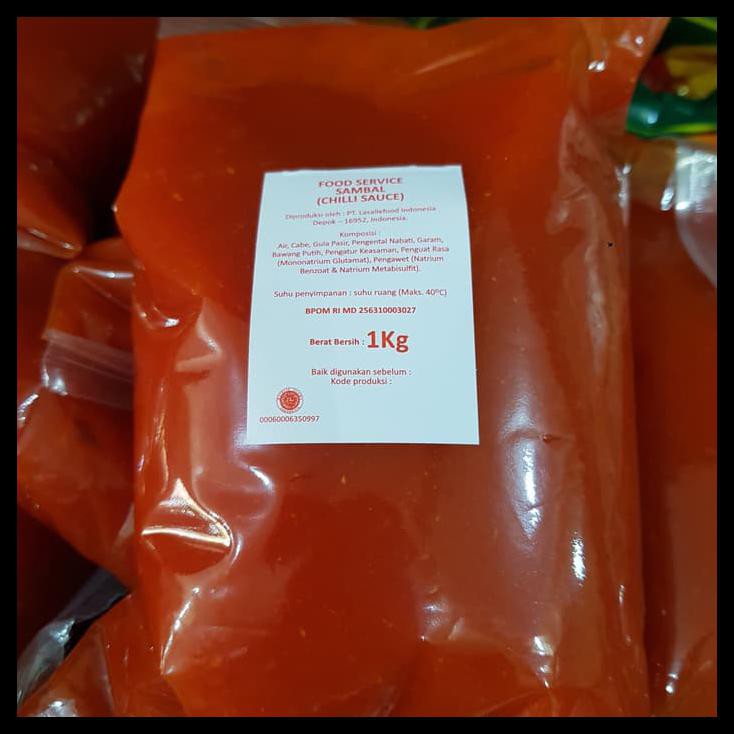 FOOD SERVICE
SAMBAL
(CHILLI SAUCE)
Diproduksi oleh : PT. Lasallefood Indonesia
Depok – 16952, Indonesia.
Komposisi :
Air, Cabe, Gula Pasir, Pengental Nabati, Garam,
Bawang Putih, Pengatur Keasaman, Penguat Rasa
(Mononatrium Glutamat), Pengawet (Natrium
Benzoat & Natrium Metabisulfit).
Suhu penyimpanan : suhu ruang (Maks. 40⁰C)
BPOM RI MD 256310003027
Berat Bersih : 1Kg
Baik digunakan sebelum :
Kode produksi :
00060006350997